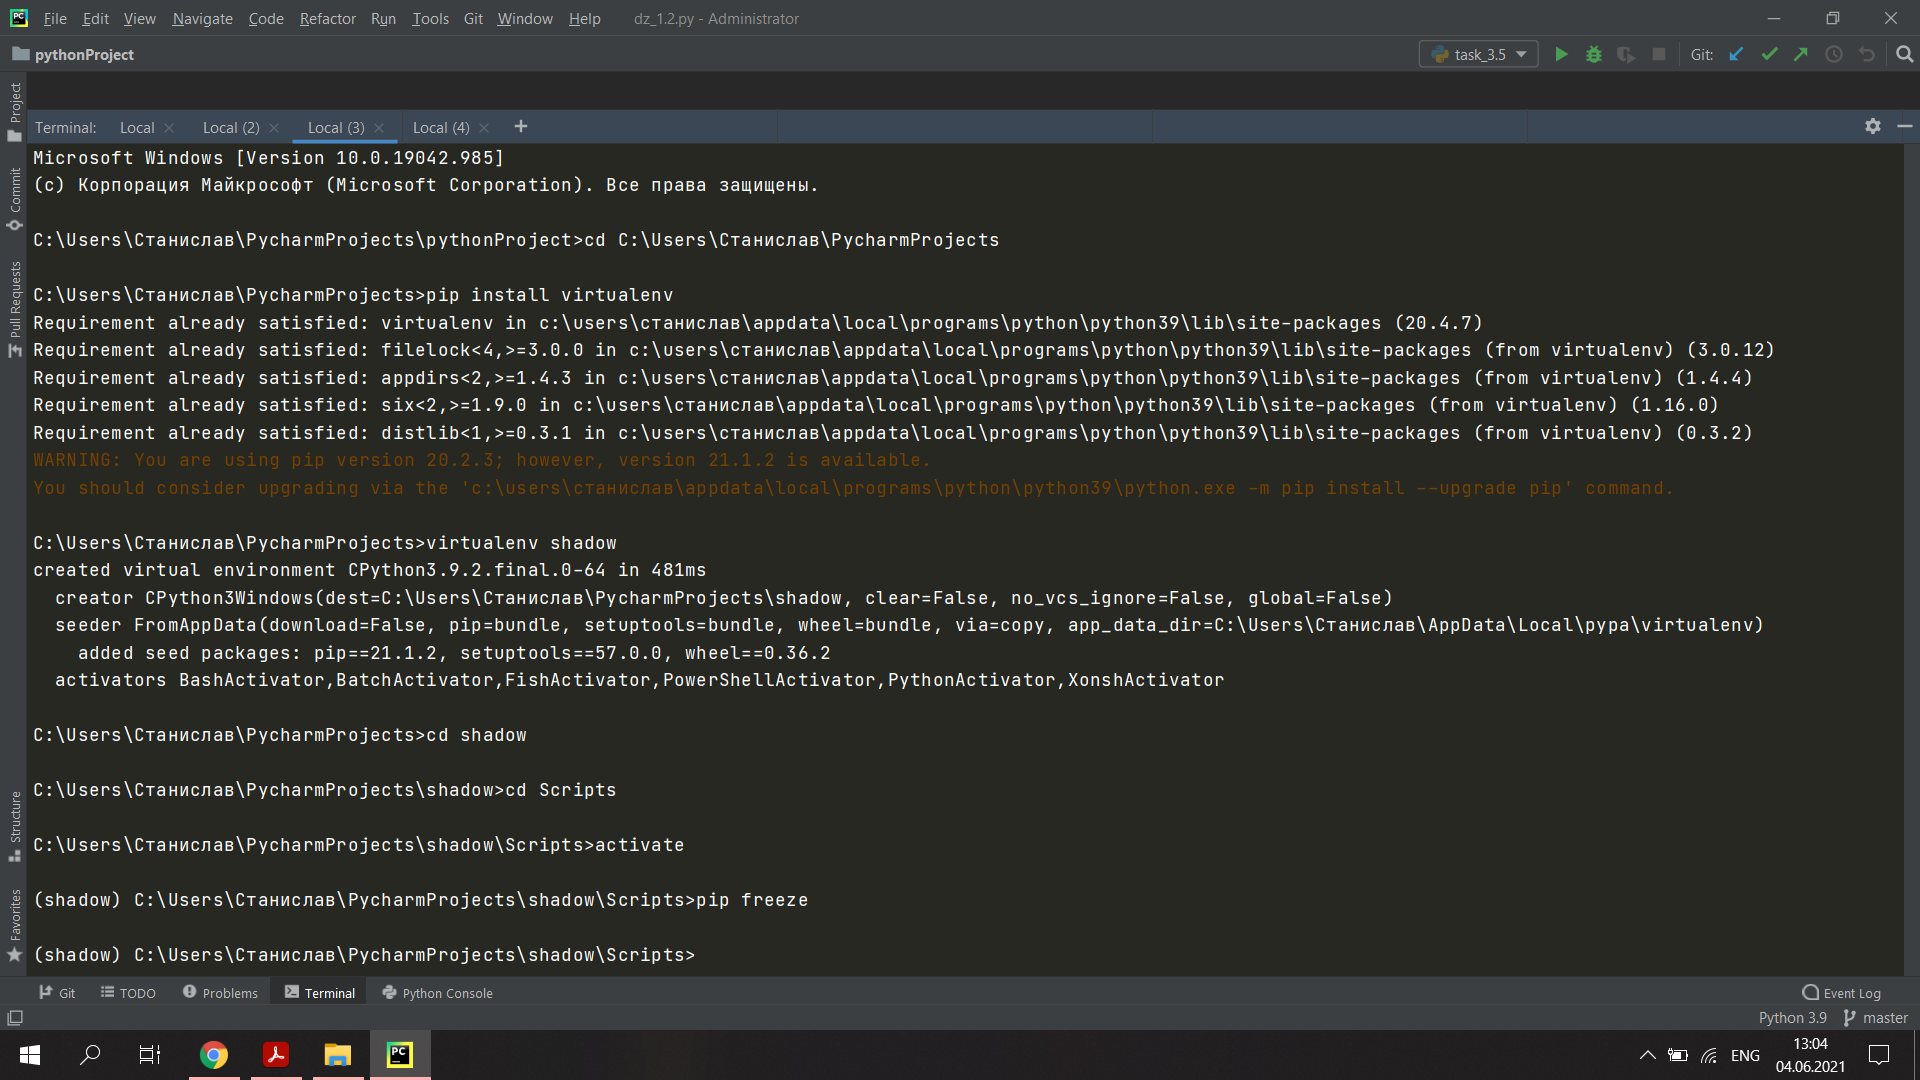 File Edit View Navigate Code Refactor Run Tools Git Window Help dz_1.2.py - Administrator
pythonProject task_3.5 Git:
Project
Commit
Pull Requests
Structure
Favorites
Terminal: Local Local (2) Local (3) Local (4)
Microsoft Windows [Version 10.0.19042.985]
(c) Корпорация Майкрософт (Microsoft Corporation). Все права защищены.
C:\Users\Станислав\PycharmProjects\pythonProject>cd C:\Users\Станислав\PycharmProjects
C:\Users\Станислав\PycharmProjects>pip install virtualenv
Requirement already satisfied: virtualenv in c:\users\станислав\appdata\local\programs\python\python39\lib\site-packages (20.4.7)
Requirement already satisfied: filelock<4,>=3.0.0 in c:\users\станислав\appdata\local\programs\python\python39\lib\site-packages (from virtualenv) (3.0.12)
Requirement already satisfied: appdirs<2,>=1.4.3 in c:\users\станислав\appdata\local\programs\python\python39\lib\site-packages (from virtualenv) (1.4.4)
Requirement already satisfied: six<2,>=1.9.0 in c:\users\станислав\appdata\local\programs\python\python39\lib\site-packages (from virtualenv) (1.16.0)
Requirement already satisfied: distlib<1,>=0.3.1 in c:\users\станислав\appdata\local\programs\python\python39\lib\site-packages (from virtualenv) (0.3.2)
WARNING: You are using pip version 20.2.3; however, version 21.1.2 is available.
You should consider upgrading via the 'c:\users\станислав\appdata\local\programs\python\python39\python.exe -m pip install --upgrade pip' command.
C:\Users\Станислав\PycharmProjects>virtualenv shadow
created virtual environment CPython3.9.2.final.0-64 in 481ms
creator CPython3Windows(dest=C:\Users\Станислав\PycharmProjects\shadow, clear=False, no_vcs_ignore=False, global=False)
seeder FromAppData(download=False, pip=bundle, setuptools=bundle, wheel=bundle, via=copy, app_data_dir=C:\Users\Станислав\AppData\Local\pypa\virtualenv)
added seed packages: pip==21.1.2, setuptools==57.0.0, wheel==0.36.2
activators BashActivator,BatchActivator,FishActivator,PowerShellActivator,PythonActivator,XonshActivator
C:\Users\Станислав\PycharmProjects>cd shadow
C:\Users\Станислав\PycharmProjects\shadow>cd Scripts
C:\Users\Станислав\PycharmProjects\shadow\Scripts>activate
(shadow) C:\Users\Станислав\PycharmProjects\shadow\Scripts>pip freeze
(shadow) C:\Users\Станислав\PycharmProjects\shadow\Scripts>
Git TODO Problems Terminal Python Console Event Log
Python 3.9 master
ENG 13:04
04.06.2021